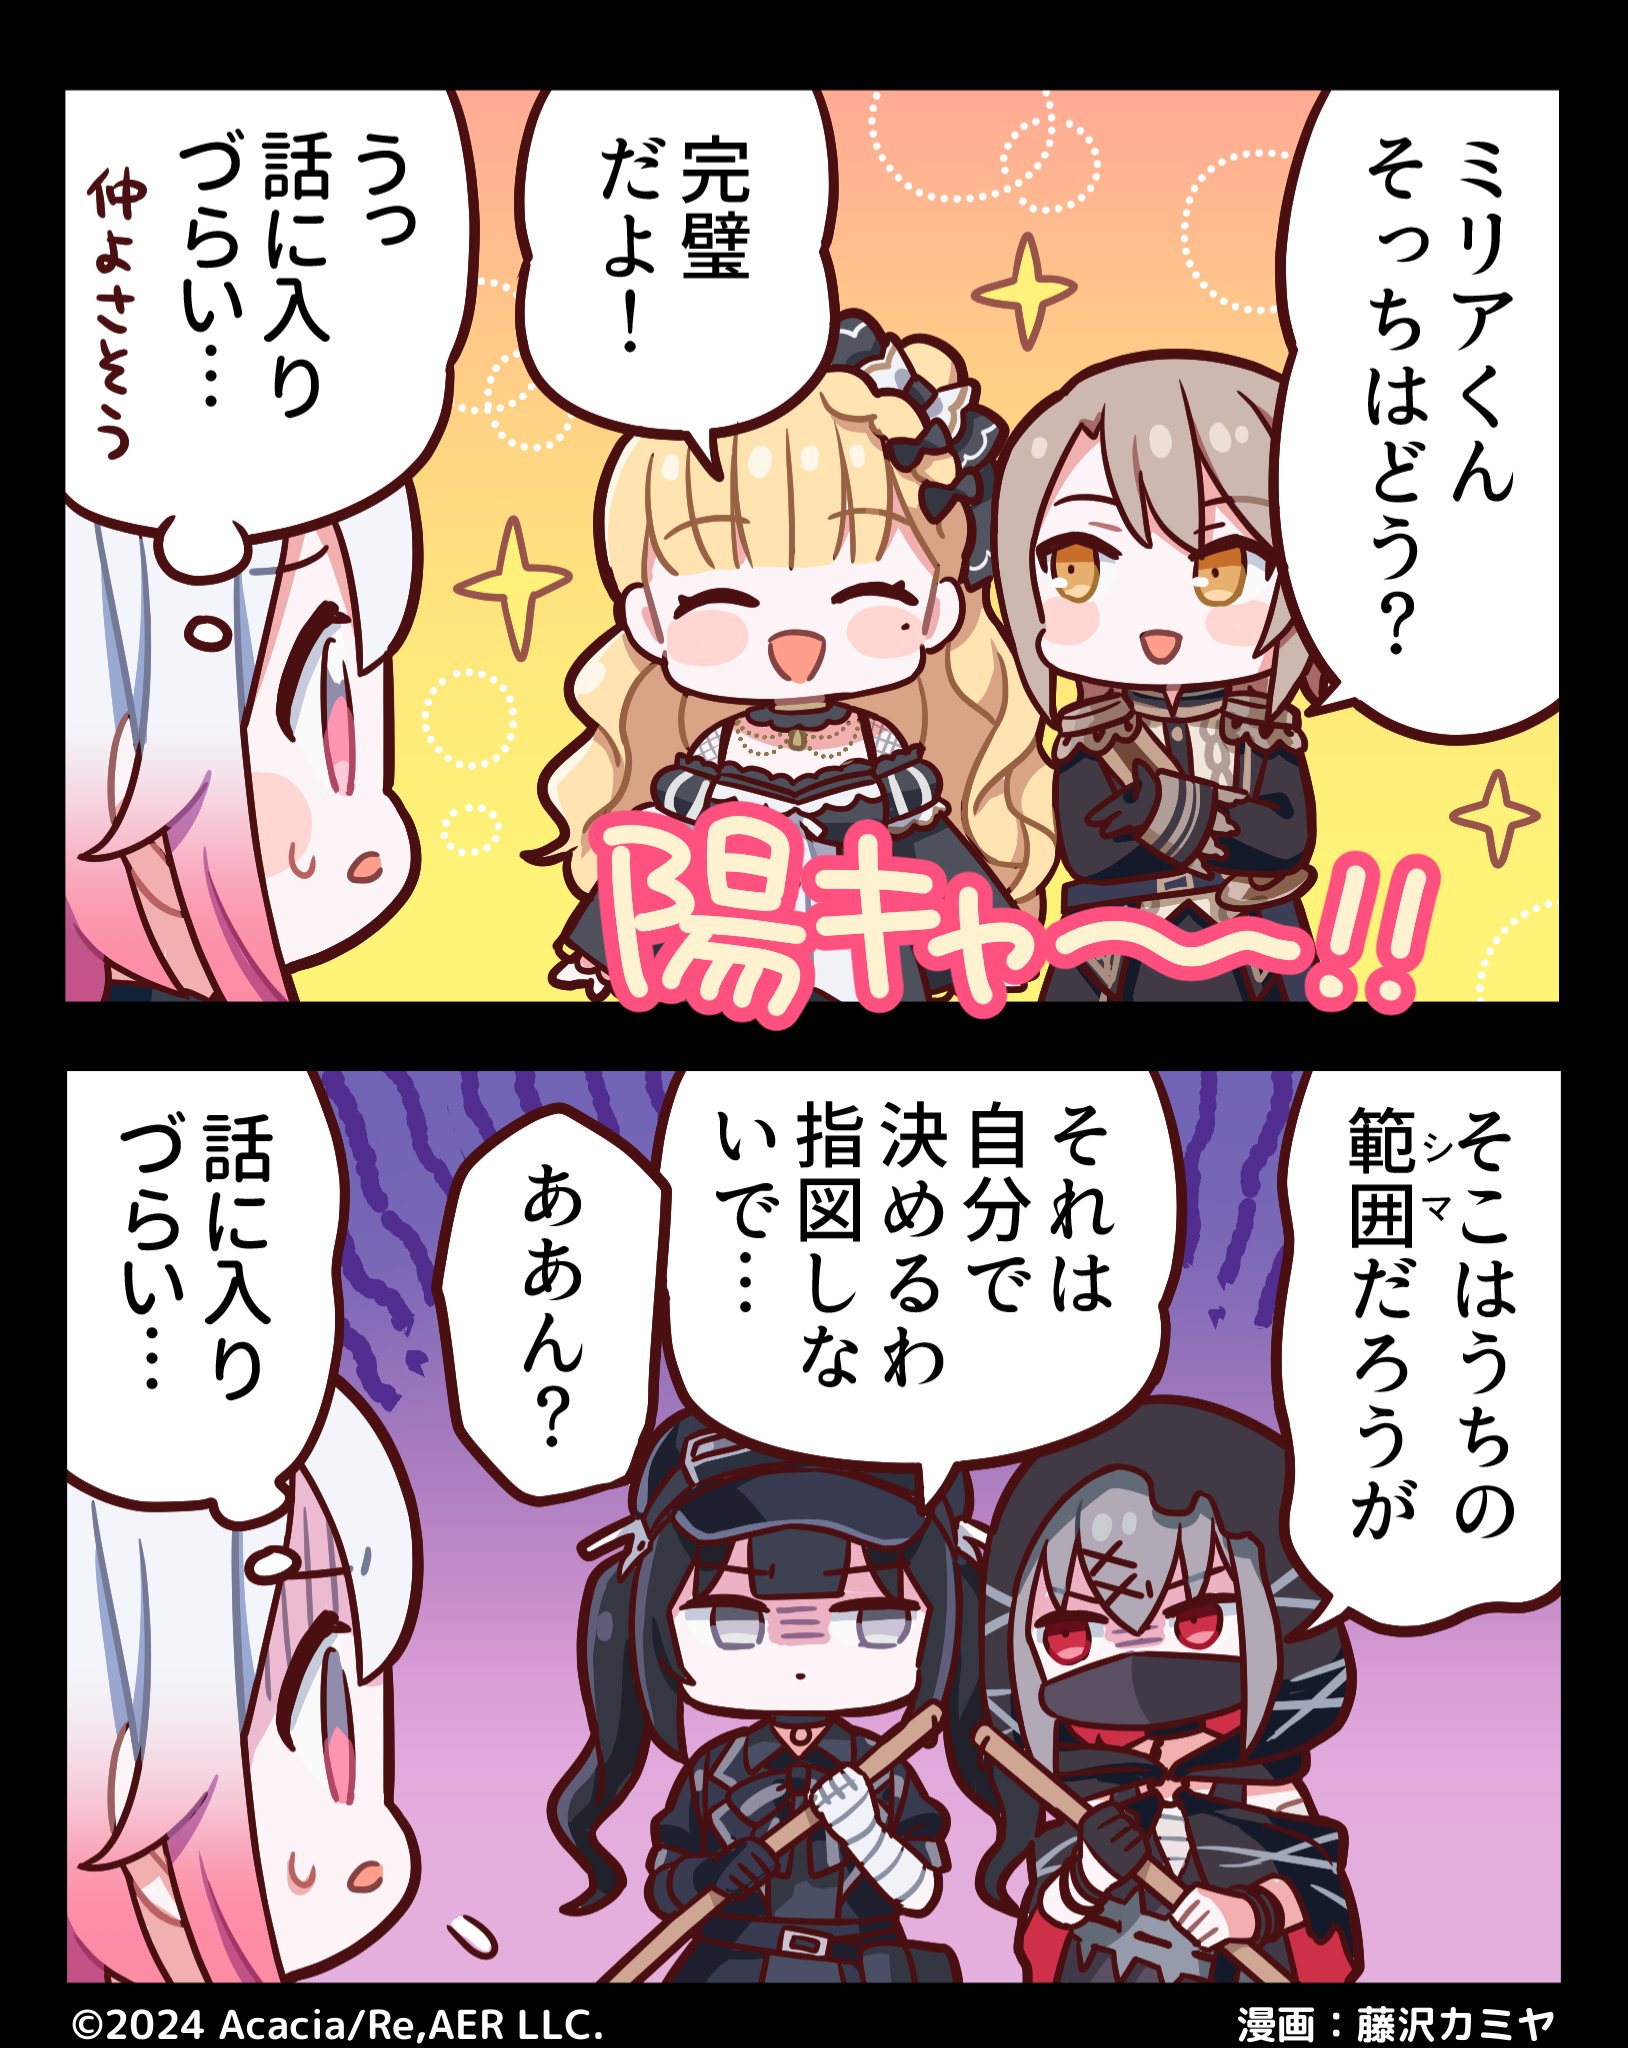 ミリアくん
そっちはどう？
完璧
だよ！
うっ
話に入り
づらい…
仲よさそう
陽キャ〜!!
そこはうちの
範囲だろうが
シマ
それは
自分で
決めるわ
指図しな
いで…
ああん？
話に入り
づらい…
©2024 Acacia/Re,AER LLC.
漫画：藤沢カミヤ